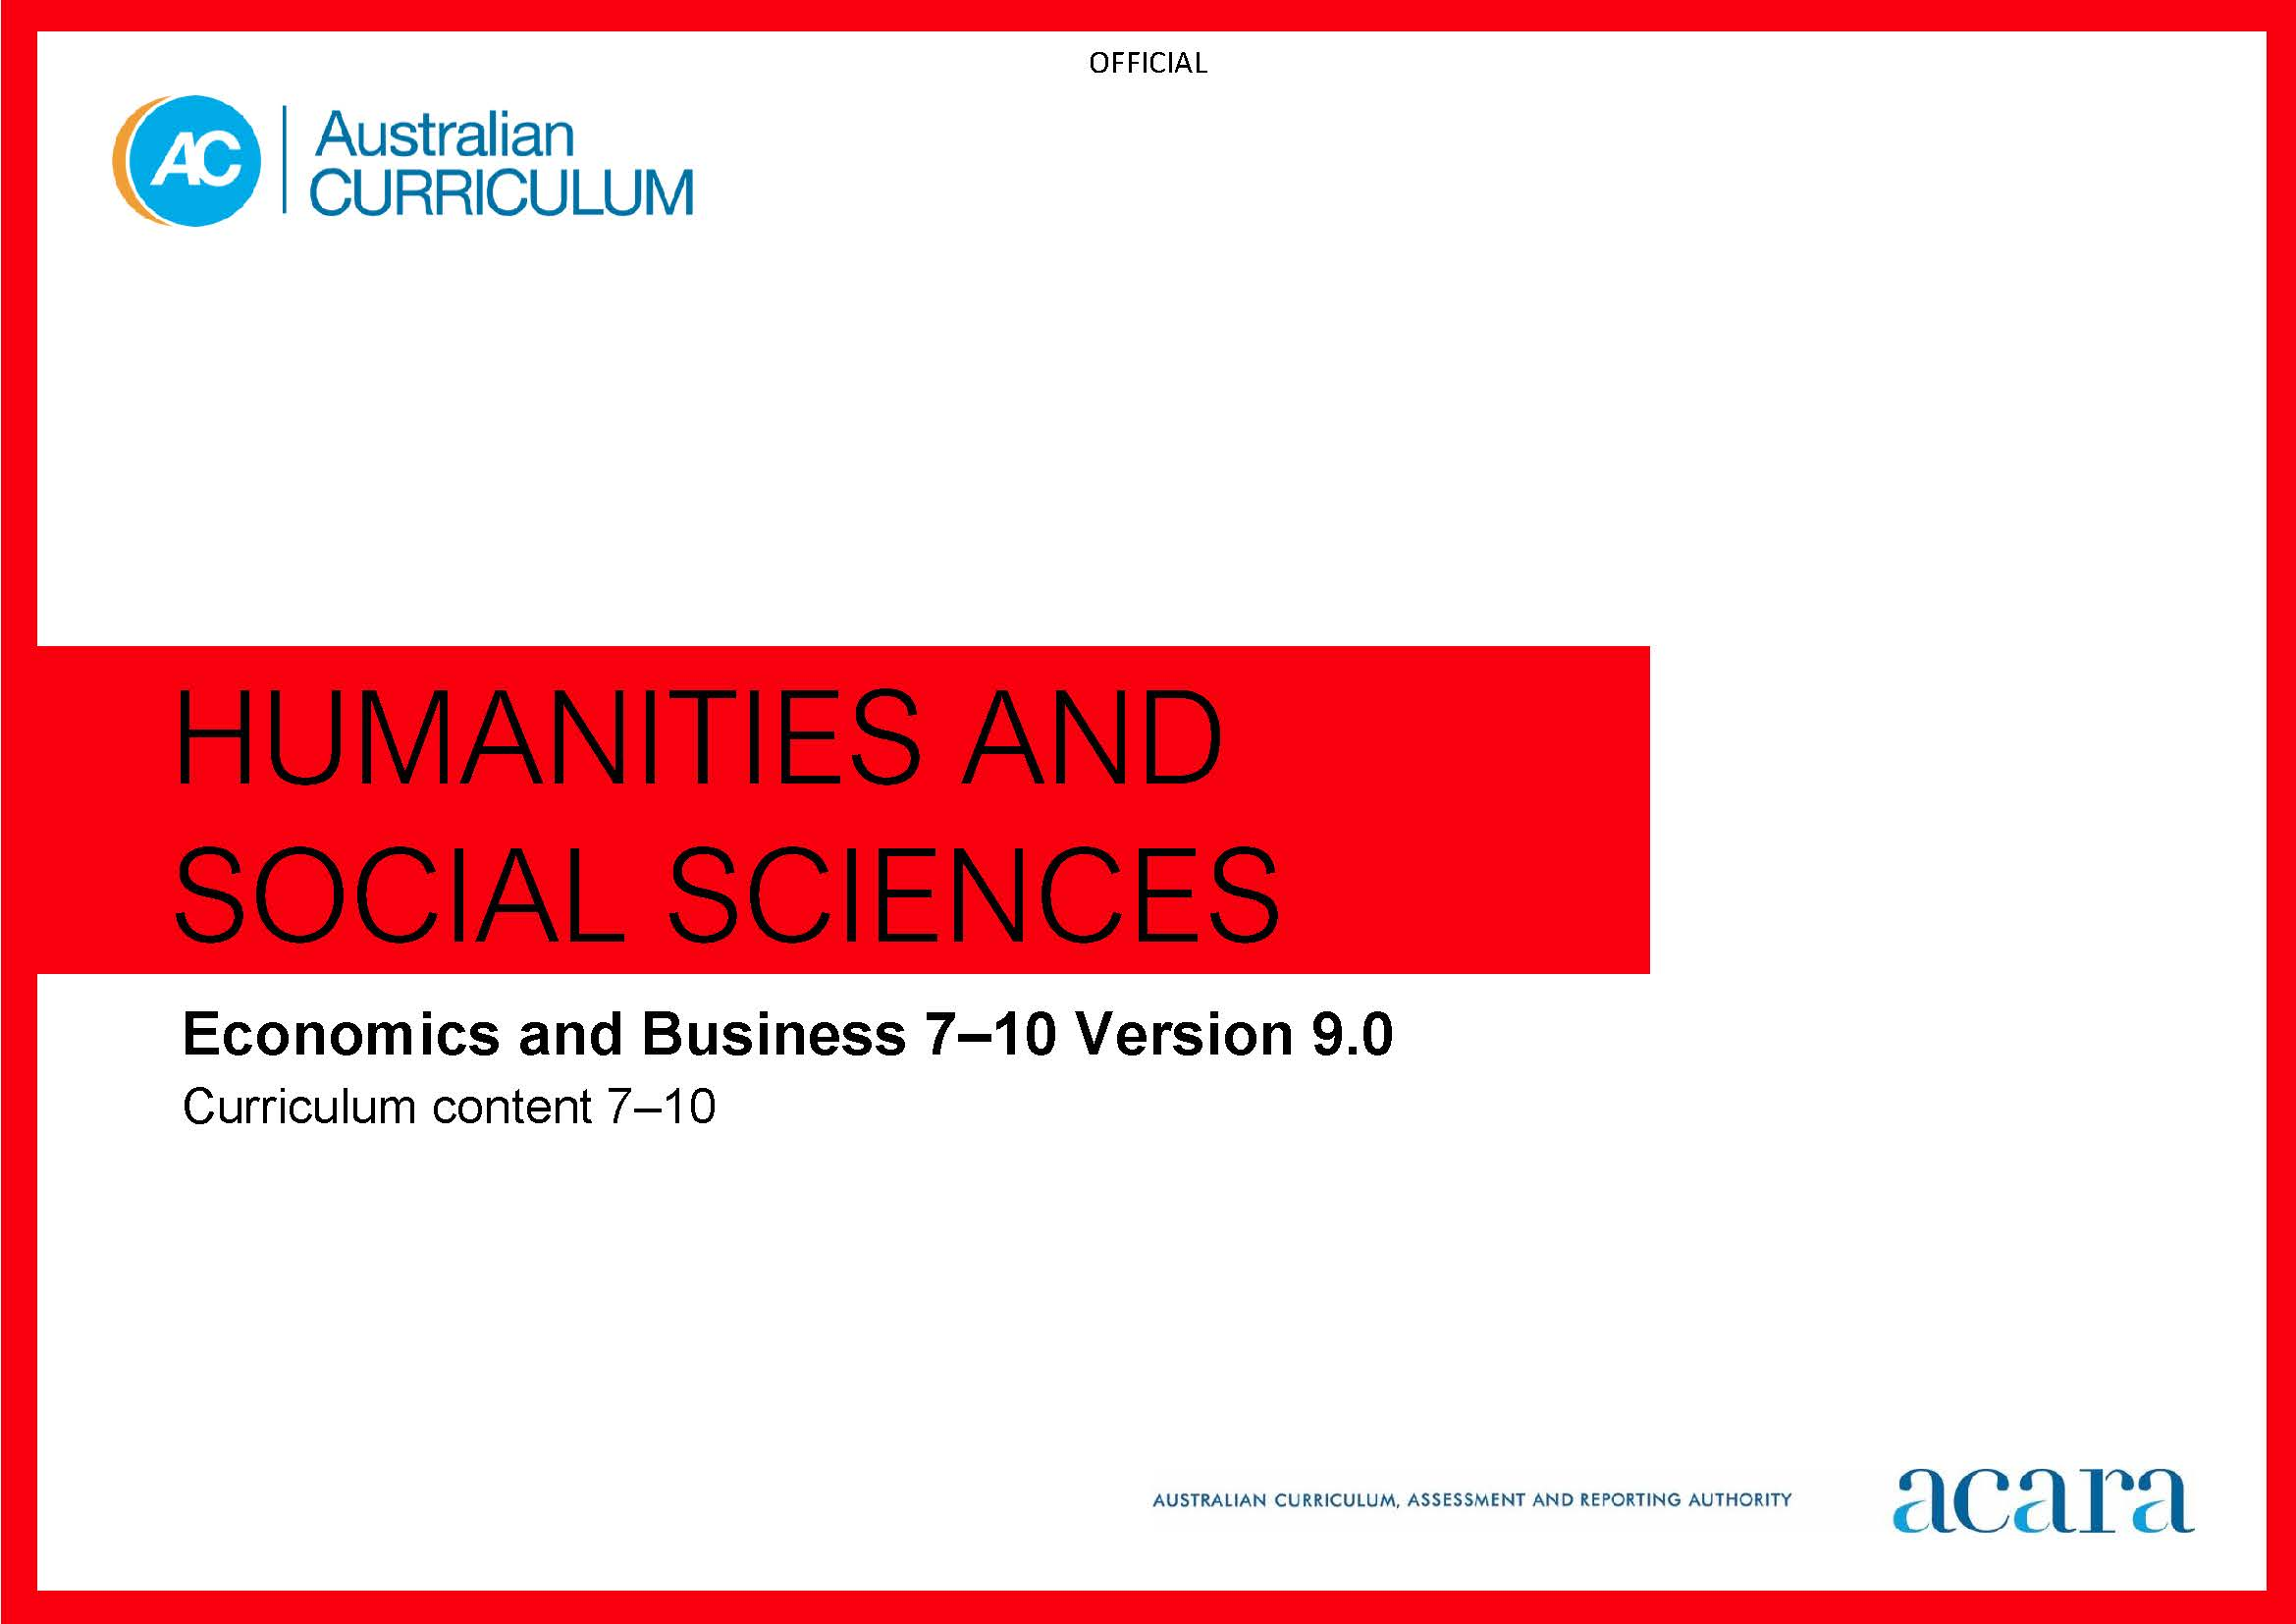 OFFICIAL
AC
Australian
CURRICULUM
HUMANITIES AND
SOCIAL SCIENCES
Economics and Business 7–10 Version 9.0
Curriculum content 7–10
AUSTRALIAN CURRICULUM, ASSESSMENT AND REPORTING AUTHORITY
acara